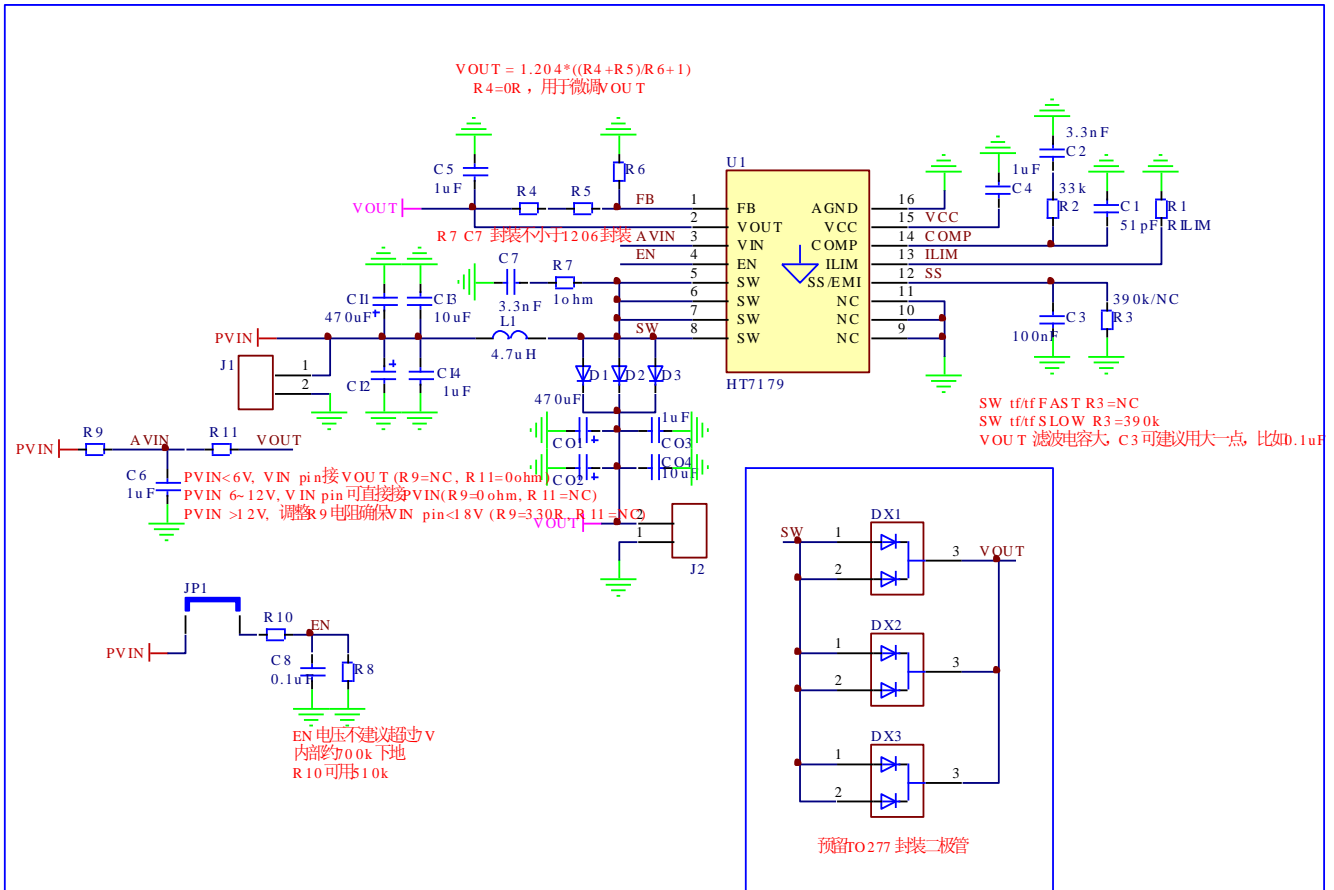 VOUT = 1.204*((R4+R5)/R6+1)
R4=0R，用于微调VOUT
C5
1uF
R6
VOUT
R4
R5
FB
R7 C7 封装不小于1206封装
AVIN
EN
C7
3.3nF
R7
1ohm
U1
1 FB
2 VOUT
3 VIN
4 EN
5 SW
6 SW
7 SW
8 SW
AGND 16
VCC 15 VCC
COMP 14 COMP
ILIM 13 ILIM
SS/EMI 12 SS
NC 11
NC 10
NC 9
HT7179
3.3nF
C2
1uF
C4
33k
R2
C1
51pF
R1
RILIM
390k/NC
C3
100nF
R3
CI1
470uF
CI3
10uF
PVIN
L1
4.7uH
SW
J1
1
2
CI2
CI4
1uF
D1
D2
D3
470uF
1uF
CO1
CO3
CO2
CO4
10uF
SW tf/tf FAST R3=NC
SW tf/tf SLOW R3=390k
VOUT 滤波电容大，C3可建议用大一点，比如0.1uF
PVIN
R9
AVIN
R11
VOUT
C6
1uF
PVIN<6V, VIN pin接VOUT (R9=NC, R11=0ohm)
PVIN 6~12V, VIN pin可直接接PVIN(R9=0ohm, R11=NC)
PVIN >12V, 调整R9电阻确保VIN pin<18V (R9=330R, R11=NC)
VOUT
2
1
J2
JP1
R10
EN
PVIN
C8
0.1uF
R8
EN电压不建议超过7V
内部约700k下地
R10可用510k
SW
DX1
1
2
3
VOUT
DX2
1
2
3
DX3
1
2
3
预留TO277 封装二极管